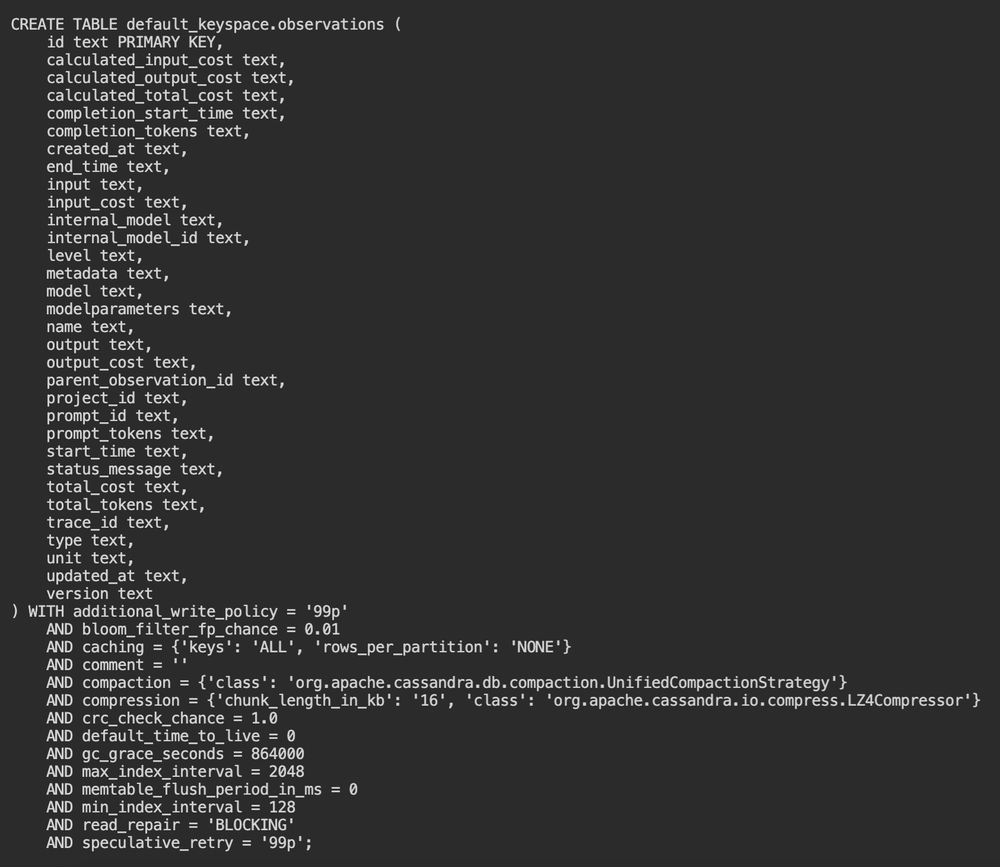 CREATE TABLE default_keyspace.observations (
    id text PRIMARY KEY,
    calculated_input_cost text,
    calculated_output_cost text,
    calculated_total_cost text,
    completion_start_time text,
    completion_tokens text,
    created_at text,
    end_time text,
    input text,
    input_cost text,
    internal_model text,
    internal_model_id text,
    level text,
    metadata text,
    model text,
    modelparameters text,
    name text,
    output text,
    output_cost text,
    parent_observation_id text,
    project_id text,
    prompt_id text,
    prompt_tokens text,
    start_time text,
    status_message text,
    total_cost text,
    total_tokens text,
    trace_id text,
    type text,
    unit text,
    updated_at text,
    version text
) WITH additional_write_policy = '99p'
    AND bloom_filter_fp_chance = 0.01
    AND caching = {'keys': 'ALL', 'rows_per_partition': 'NONE'}
    AND comment = ''
    AND compaction = {'class': 'org.apache.cassandra.db.compaction.UnifiedCompactionStrategy'}
    AND compression = {'chunk_length_in_kb': '16', 'class': 'org.apache.cassandra.io.compress.LZ4Compressor'}
    AND crc_check_chance = 1.0
    AND default_time_to_live = 0
    AND gc_grace_seconds = 864000
    AND max_index_interval = 2048
    AND memtable_flush_period_in_ms = 0
    AND min_index_interval = 128
    AND read_repair = 'BLOCKING'
    AND speculative_retry = '99p';